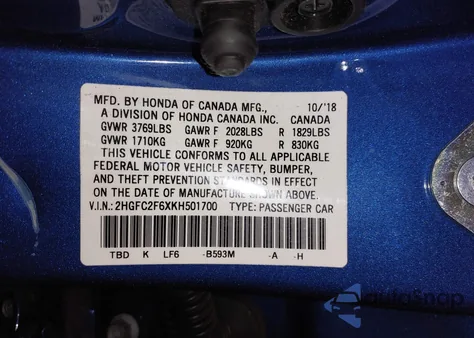 MFD. BY HONDA OF CANADA MFG., 10/'18
A DIVISION OF HONDA CANADA INC. CANADA
GVWR 3769LBS GAWR F 2028LBS R 1829LBS
GVWR 1710KG GAWR F 920KG R 830KG
THIS VEHICLE CONFORMS TO ALL APPLICABLE
FEDERAL MOTOR VEHICLE SAFETY, BUMPER,
AND THEFT PREVENTION STANDARDS IN EFFECT
ON THE DATE OF MANUFACTURE SHOWN ABOVE.
V.I.N.: 2HGFC2F6XKH501700 TYPE: PASSENGER CAR
TBD K LF6 -B593M -A -H
autoSnap